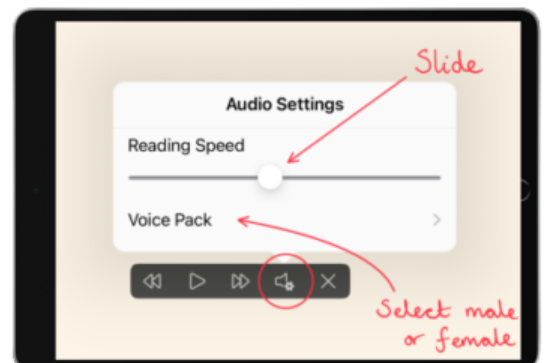 Slide
Audio Settings
Reading Speed
Voice Pack
Select male
or female